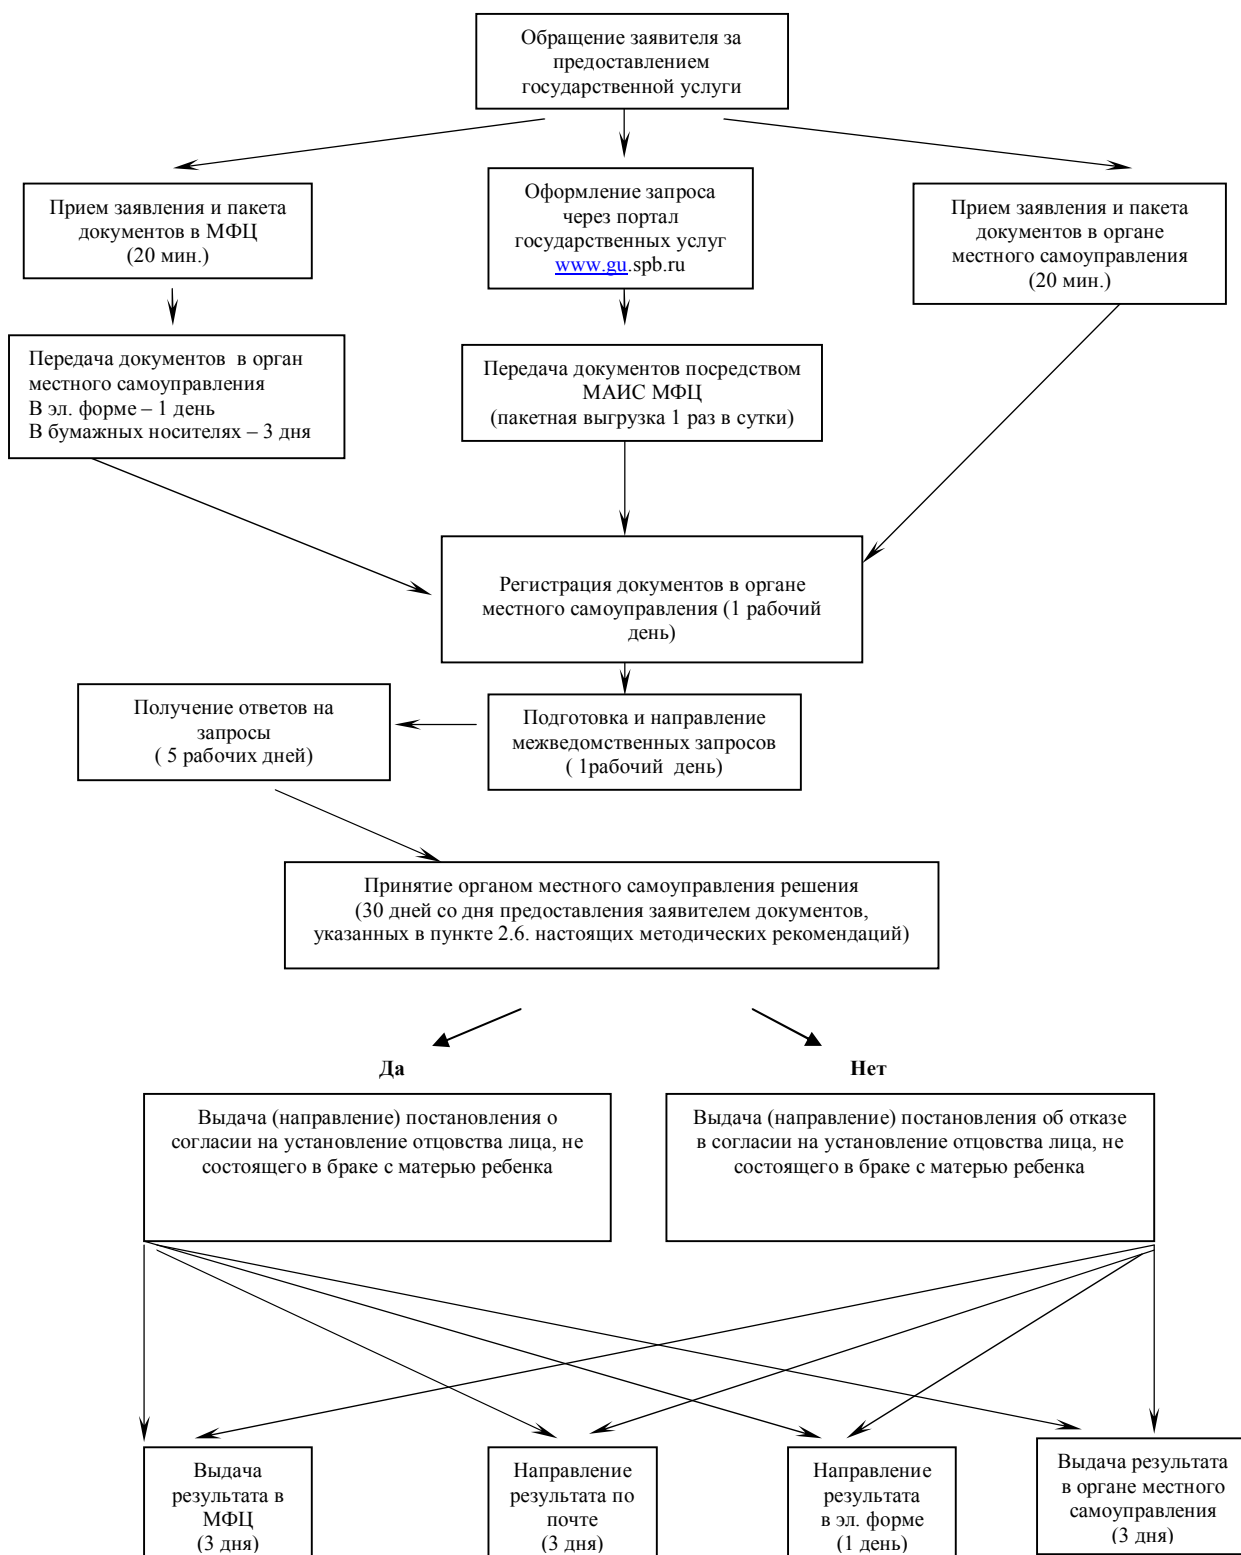 Обращение заявителя за
предоставлением
государственной услуги
Прием заявления и пакета
документов в МФЦ
(20 мин.)
Оформление запроса
через портал
государственных услуг
www.gu.spb.ru
Прием заявления и пакета
документов в органе
местного самоуправления
(20 мин.)
Передача документов  в орган
местного самоуправления
В эл. форме – 1 день
В бумажных носителях – 3 дня
Передача документов посредством
МАИС МФЦ
(пакетная выгрузка 1 раз в сутки)
Регистрация документов в органе
местного самоуправления (1 рабочий
день)
Получение ответов на
запросы
( 5 рабочих дней)
Подготовка и направление
межведомственных запросов
( 1рабочий  день)
Принятие органом местного самоуправления решения
(30 дней со дня предоставления заявителем документов,
указанных в пункте 2.6. настоящих методических рекомендаций)
Да
Нет
Выдача (направление) постановления о
согласии на установление отцовства лица, не
состоящего в браке с матерью ребенка
Выдача (направление) постановления об отказе
в согласии на установление отцовства лица, не
состоящего в браке с матерью ребенка
Выдача
результата в
МФЦ
(3 дня)
Направление
результата по
почте
(3 дня)
Направление
результата
в эл. форме
(1 день)
Выдача результата
в органе местного
самоуправления
(3 дня)